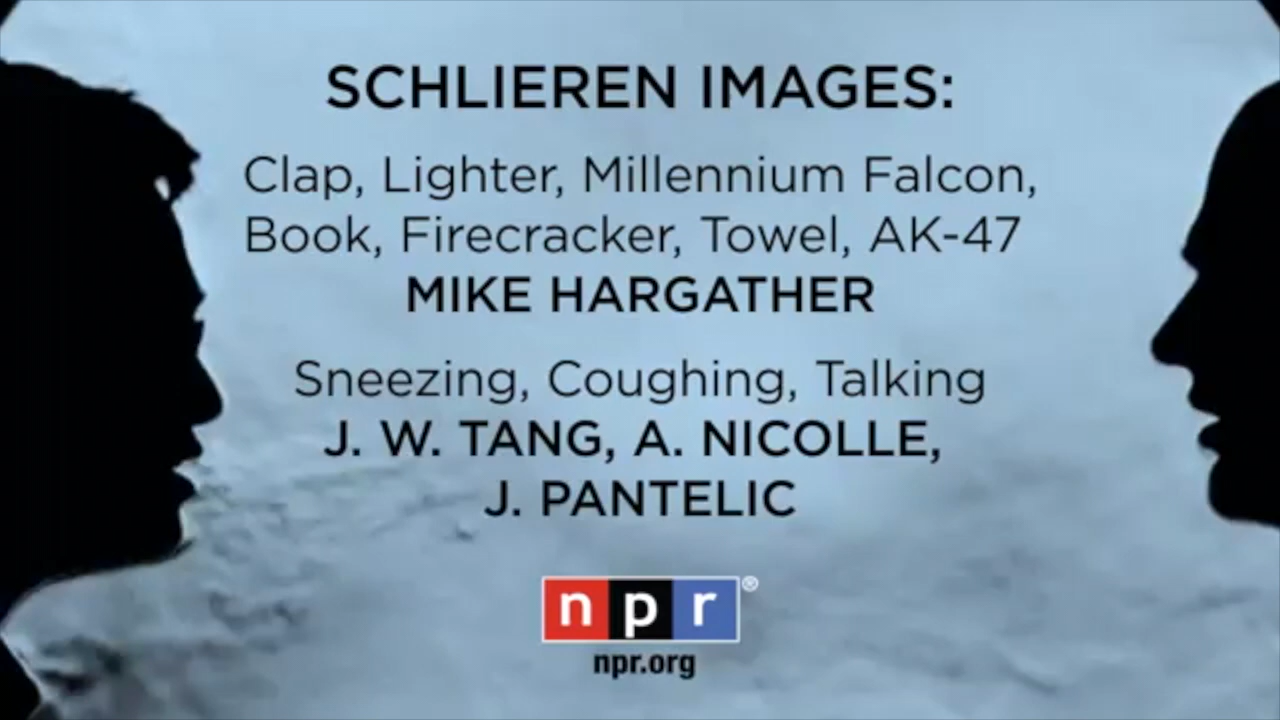 SCHLIEREN IMAGES:
Clap, Lighter, Millennium Falcon,
Book, Firecracker, Towel, AK-47
MIKE HARGATHER
Sneezing, Coughing, Talking
J. W. TANG, A. NICOLLE,
J. PANTELIC
npr®
npr.org